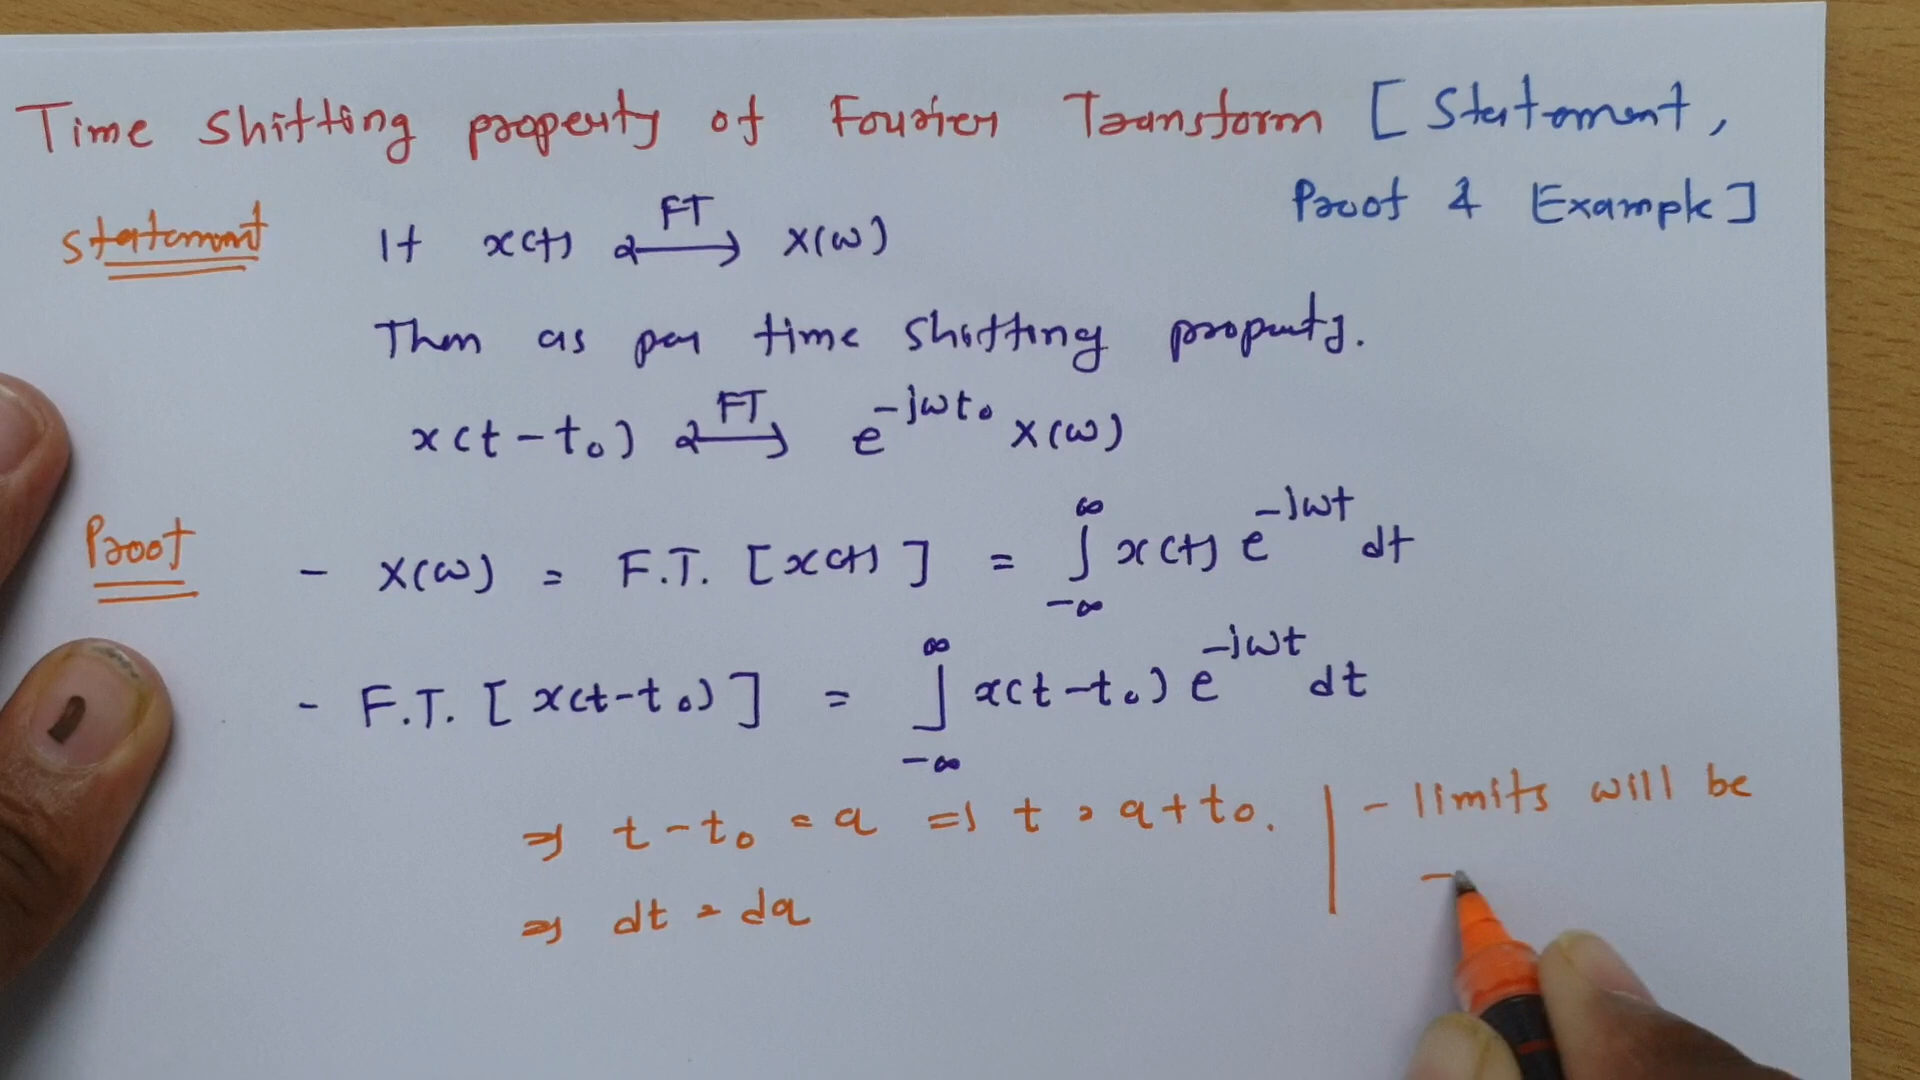 Time Shifting property of Fourier Transform [Statement,
Proof & Example]
Statement If x(t) ←FT→ X(ω)
Then as per time shifting property.
x(t-t₀) ←FT→ e^{-jωt₀} X(ω)
Proof - X(ω) = F.T. [x(t)] = ∫_{-∞}^{∞} x(t) e^{-jωt} dt
- F.T. [x(t-t₀)] = ∫_{-∞}^{∞} x(t-t₀) e^{-jωt} dt
⇒ t-t₀ = a ⇒ t = a+t₀. | - limits will be
⇒ dt = da -